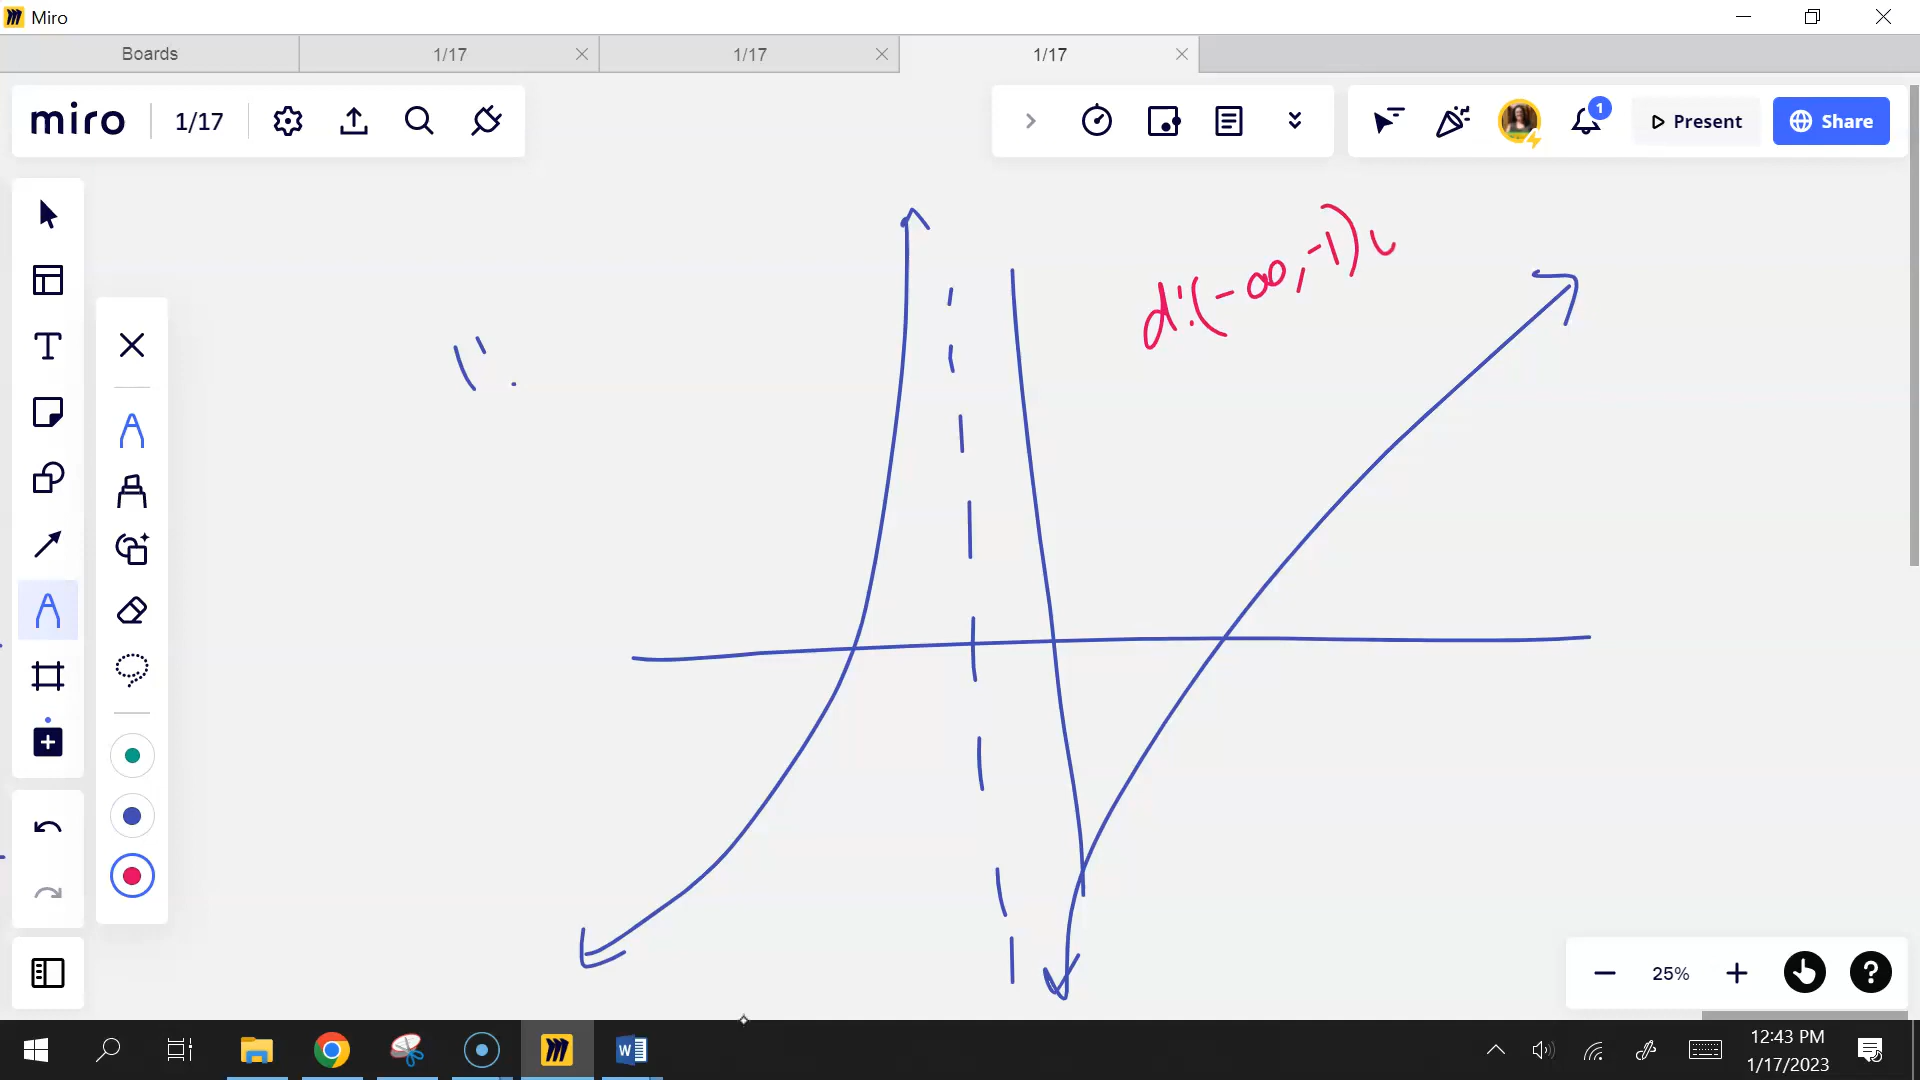 Miro
Boards
1/17
1/17
1/17
miro
1/17
1
Present
Share
d:(-∞,-1)
25%
12:43 PM
1/17/2023